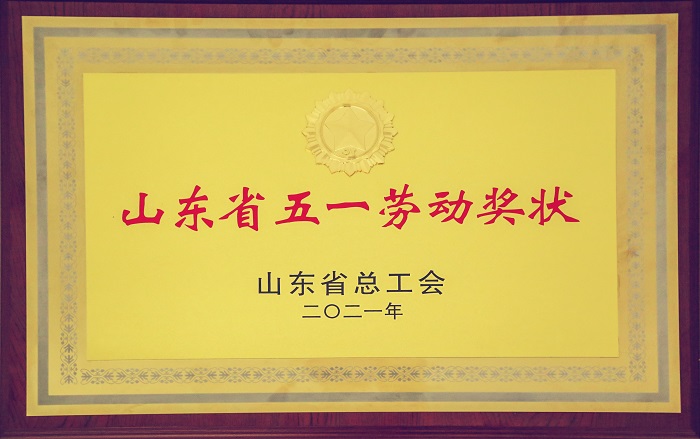 山东省五一劳动奖状
山东省总工会
二〇二一年